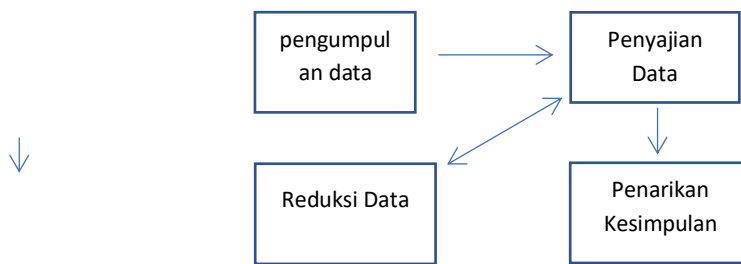 pengumpul
an data
Penyajian
Data
Reduksi Data
Penarikan
Kesimpulan